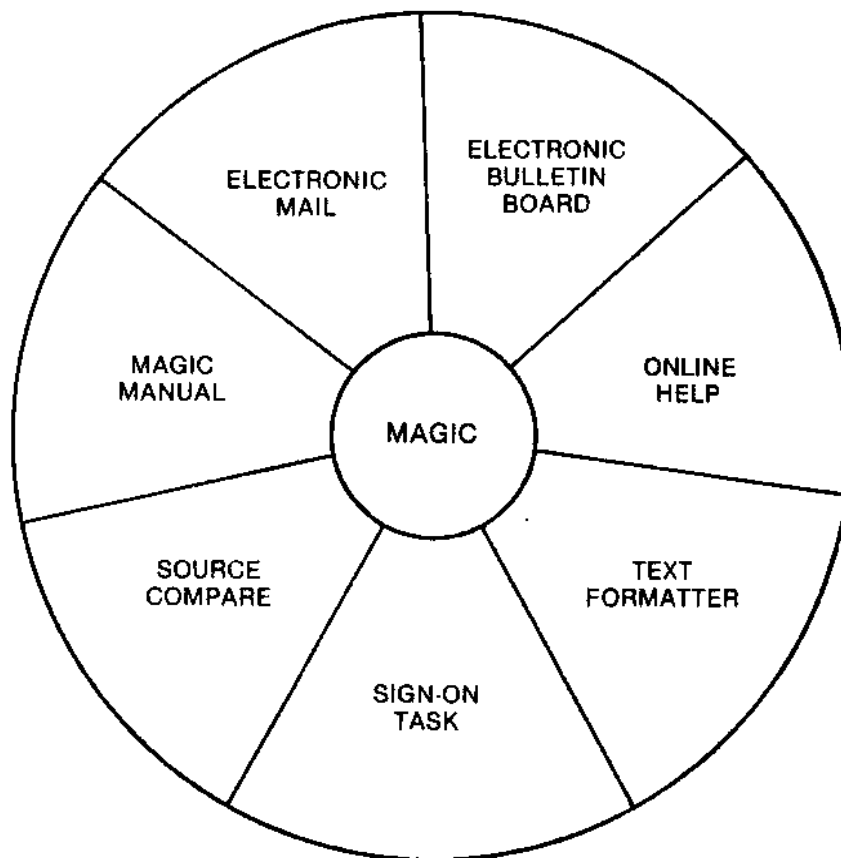 ELECTRONIC
MAIL
ELECTRONIC
BULLETIN
BOARD
MAGIC
MANUAL
MAGIC
ONLINE
HELP
SOURCE
COMPARE
TEXT
FORMATTER
SIGN-ON
TASK